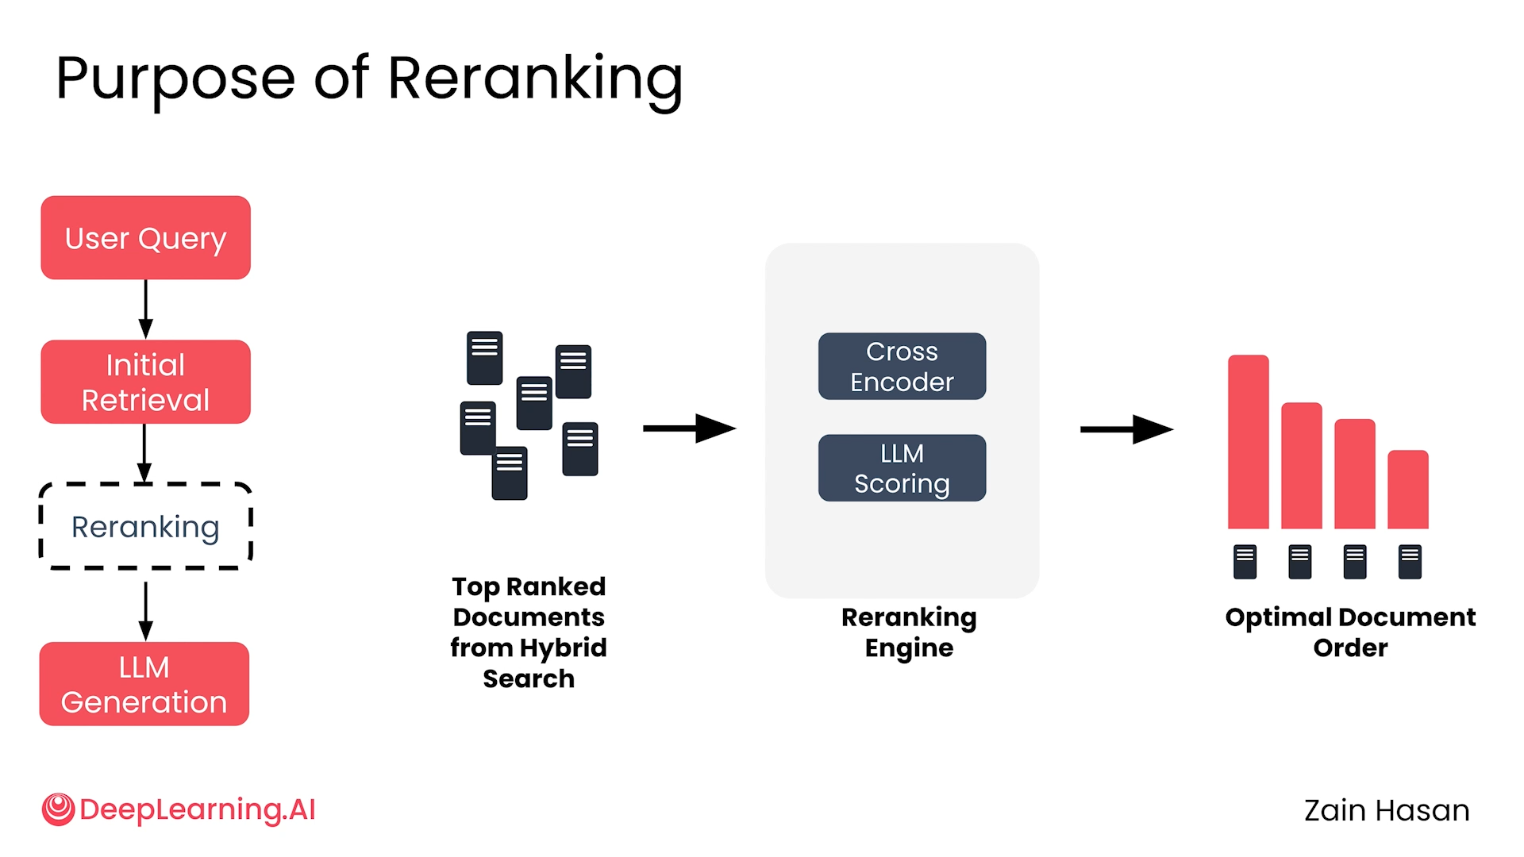 Purpose of Reranking
User Query
Initial
Retrieval
Reranking
LLM
Generation
Top Ranked
Documents
from Hybrid
Search
Cross
Encoder
LLM
Scoring
Reranking
Engine
Optimal Document
Order
DeepLearning.AI
Zain Hasan